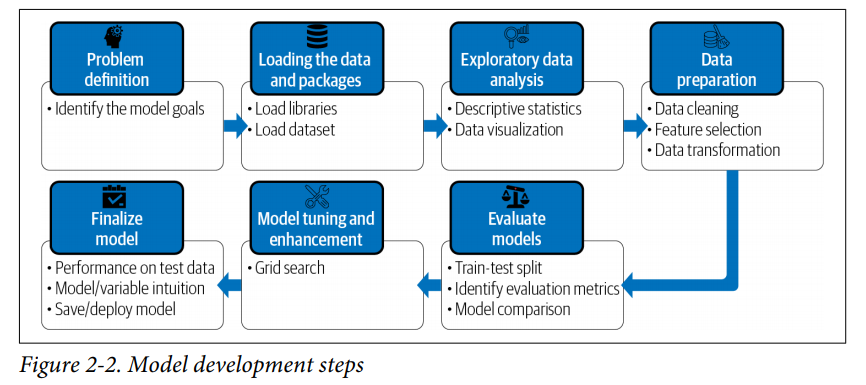 Problem
definition
• Identify the model goals
Loading the data
and packages
• Load libraries
• Load dataset
Exploratory data
analysis
• Descriptive statistics
• Data visualization
Data
preparation
• Data cleaning
• Feature selection
• Data transformation
Evaluate
models
• Train-test split
• Identify evaluation metrics
• Model comparison
Model tuning and
enhancement
• Grid search
Finalize
model
• Performance on test data
• Model/variable intuition
• Save/deploy model
Figure 2-2. Model development steps